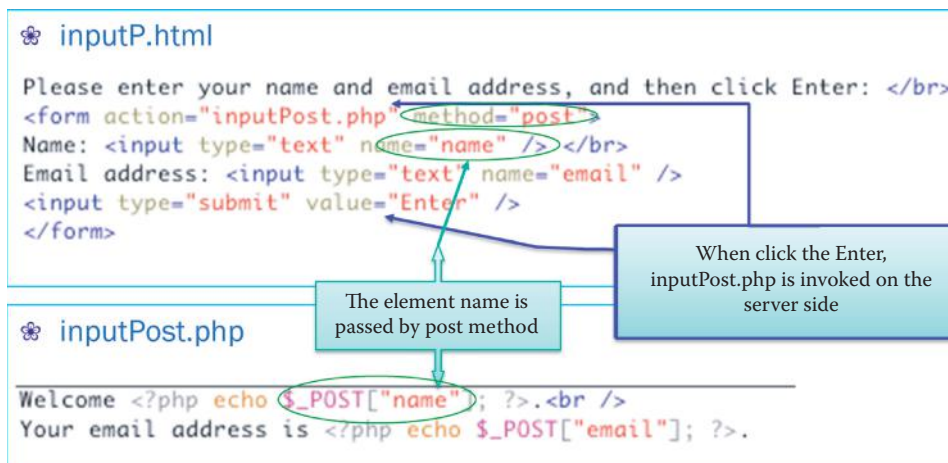 inputP.html
Please enter your name and email address, and then click Enter: </br>
<form action="inputPost.php" method="post">
Name: <input type="text" name="name" /> </br>
Email address: <input type="text" name="email" />
<input type="submit" value="Enter" />
</form>
When click the Enter,
inputPost.php is invoked on the
server side
The element name is
passed by post method
inputPost.php
Welcome <?php echo $_POST["name"]; ?>.<br />
Your email address is <?php echo $_POST["email"]; ?>.